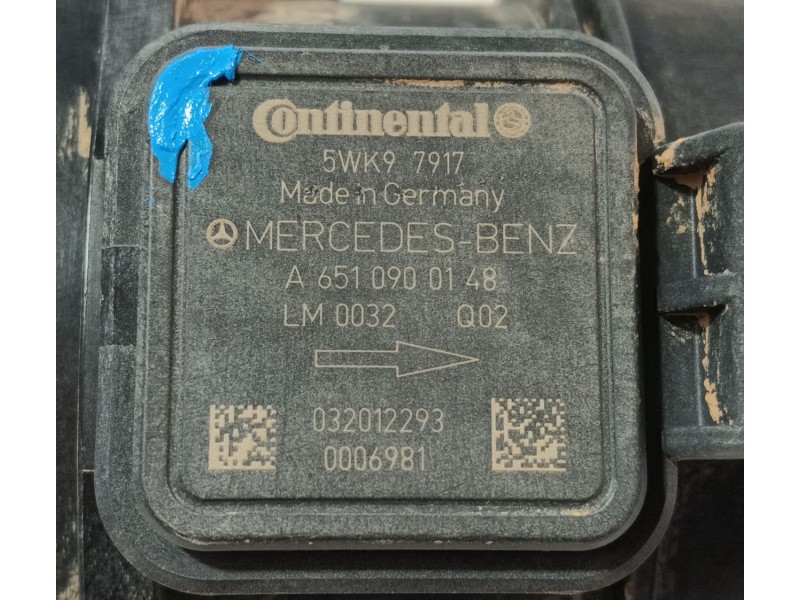 Continental
5WK9 7917
Made in Germany
MERCEDES-BENZ
A 651 090 01 48
LM 0032 Q02
032012293
0006981